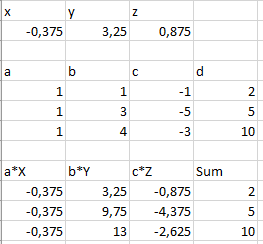 x y z
-0,375 3,25 0,875
a b c d
1 1 -1 2
1 3 -5 5
1 4 -3 10
a*X b*Y c*Z Sum
-0,375 3,25 -0,875 2
-0,375 9,75 -4,375 5
-0,375 13 -2,625 10